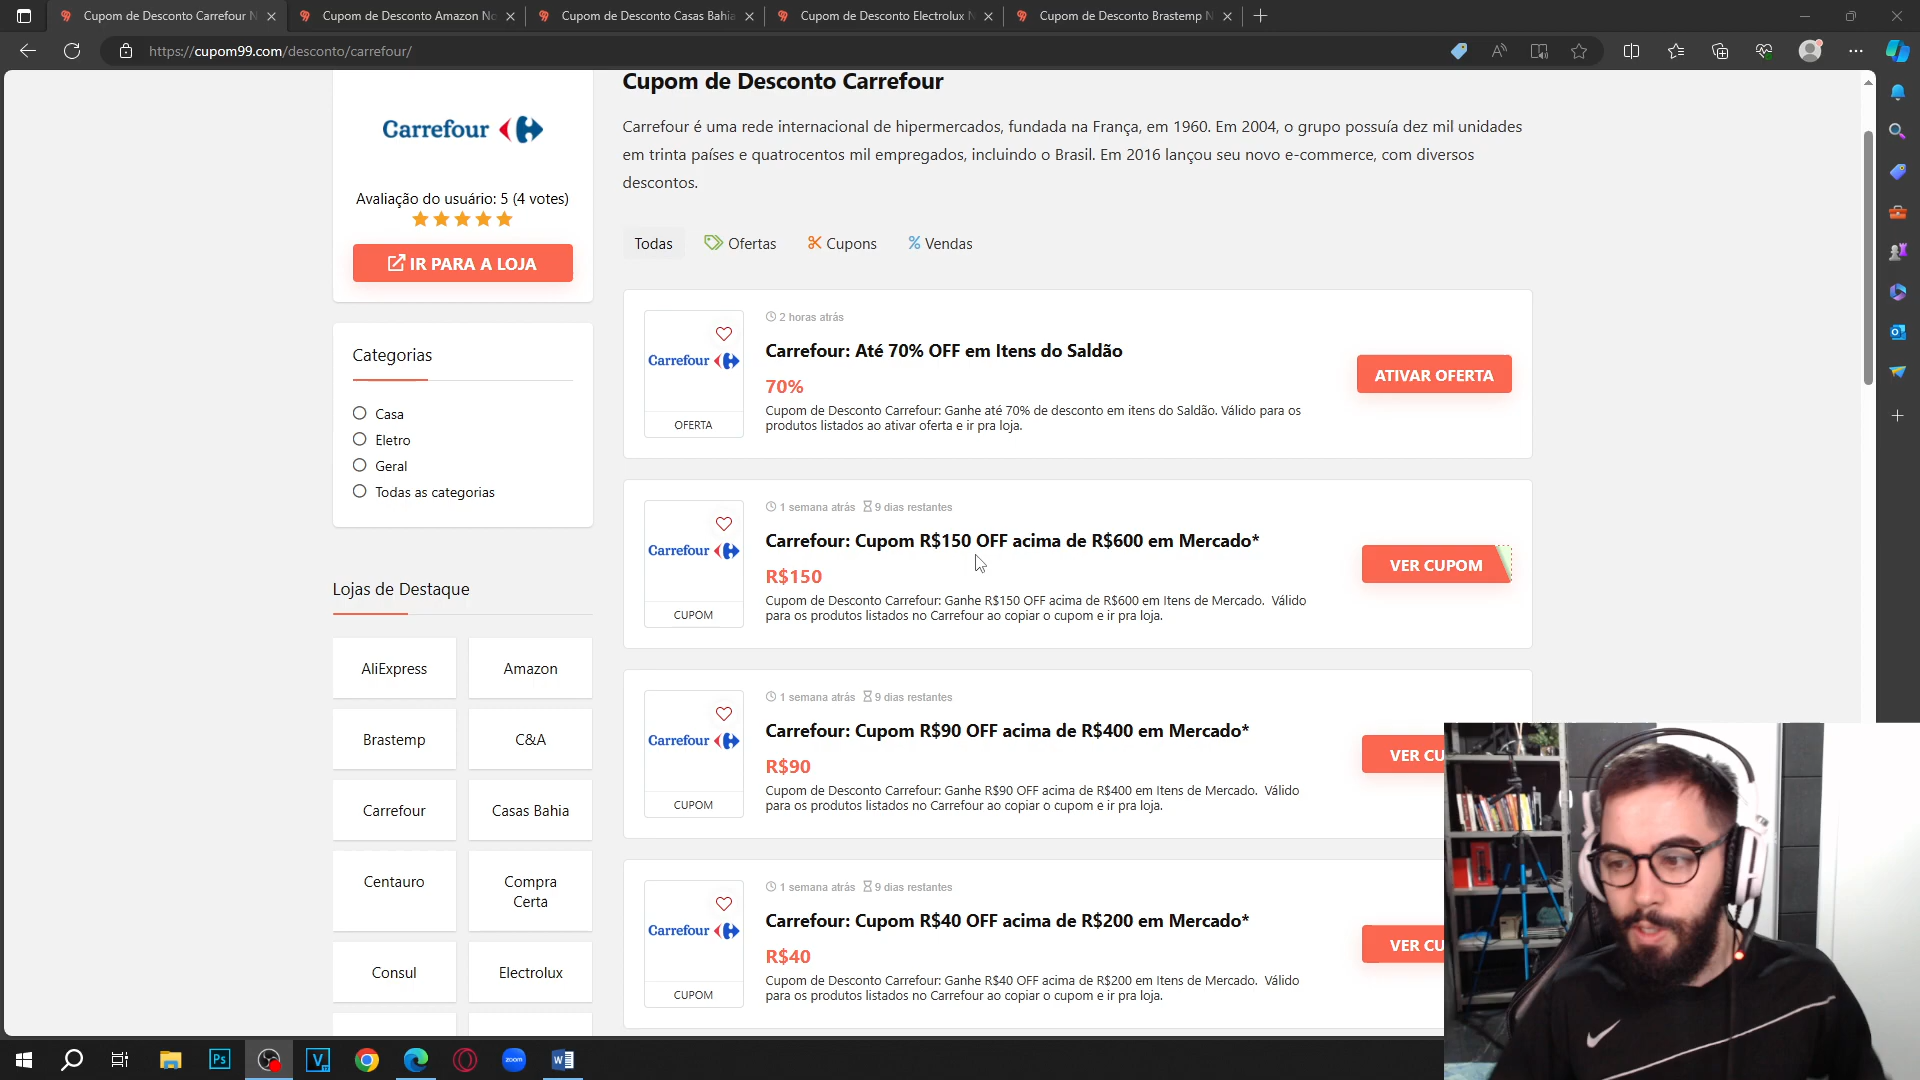 Cupom de Desconto Carrefour N
Cupom de Desconto Amazon No
Cupom de Desconto Casas Bahia
Cupom de Desconto Electrolux N
Cupom de Desconto Brastemp N
https://cupom99.com/desconto/carrefour/
Carrefour
Avaliação do usuário: 5 (4 votes)
IR PARA A LOJA
Categorias
Casa
Eletro
Geral
Todas as categorias
Lojas de Destaque
AliExpress
Amazon
Brastemp
C&A
Carrefour
Casas Bahia
Centauro
Compra
Certa
Consul
Electrolux
Cupom de Desconto Carrefour
Carrefour é uma rede internacional de hipermercados, fundada na França, em 1960. Em 2004, o grupo possuía dez mil unidades
em trinta países e quatrocentos mil empregados, incluindo o Brasil. Em 2016 lançou seu novo e-commerce, com diversos
descontos.
Todas
Ofertas
Cupons
% Vendas
Carrefour
OFERTA
2 horas atrás
Carrefour: Até 70% OFF em Itens do Saldão
70%
Cupom de Desconto Carrefour: Ganhe até 70% de desconto em itens do Saldão. Válido para os
produtos listados ao ativar oferta e ir pra loja.
ATIVAR OFERTA
Carrefour
CUPOM
1 semana atrás 9 dias restantes
Carrefour: Cupom R$150 OFF acima de R$600 em Mercado*
R$150
Cupom de Desconto Carrefour: Ganhe R$150 OFF acima de R$600 em Itens de Mercado. Válido
para os produtos listados no Carrefour ao copiar o cupom e ir pra loja.
VER CUPOM
Carrefour
CUPOM
1 semana atrás 9 dias restantes
Carrefour: Cupom R$90 OFF acima de R$400 em Mercado*
R$90
Cupom de Desconto Carrefour: Ganhe R$90 OFF acima de R$400 em Itens de Mercado. Válido
para os produtos listados no Carrefour ao copiar o cupom e ir pra loja.
VER CU
Carrefour
CUPOM
1 semana atrás 9 dias restantes
Carrefour: Cupom R$40 OFF acima de R$200 em Mercado*
R$40
Cupom de Desconto Carrefour: Ganhe R$40 OFF acima de R$200 em Itens de Mercado. Válido
para os produtos listados no Carrefour ao copiar o cupom e ir pra loja.
VER CU
Ps
V
zoom
W